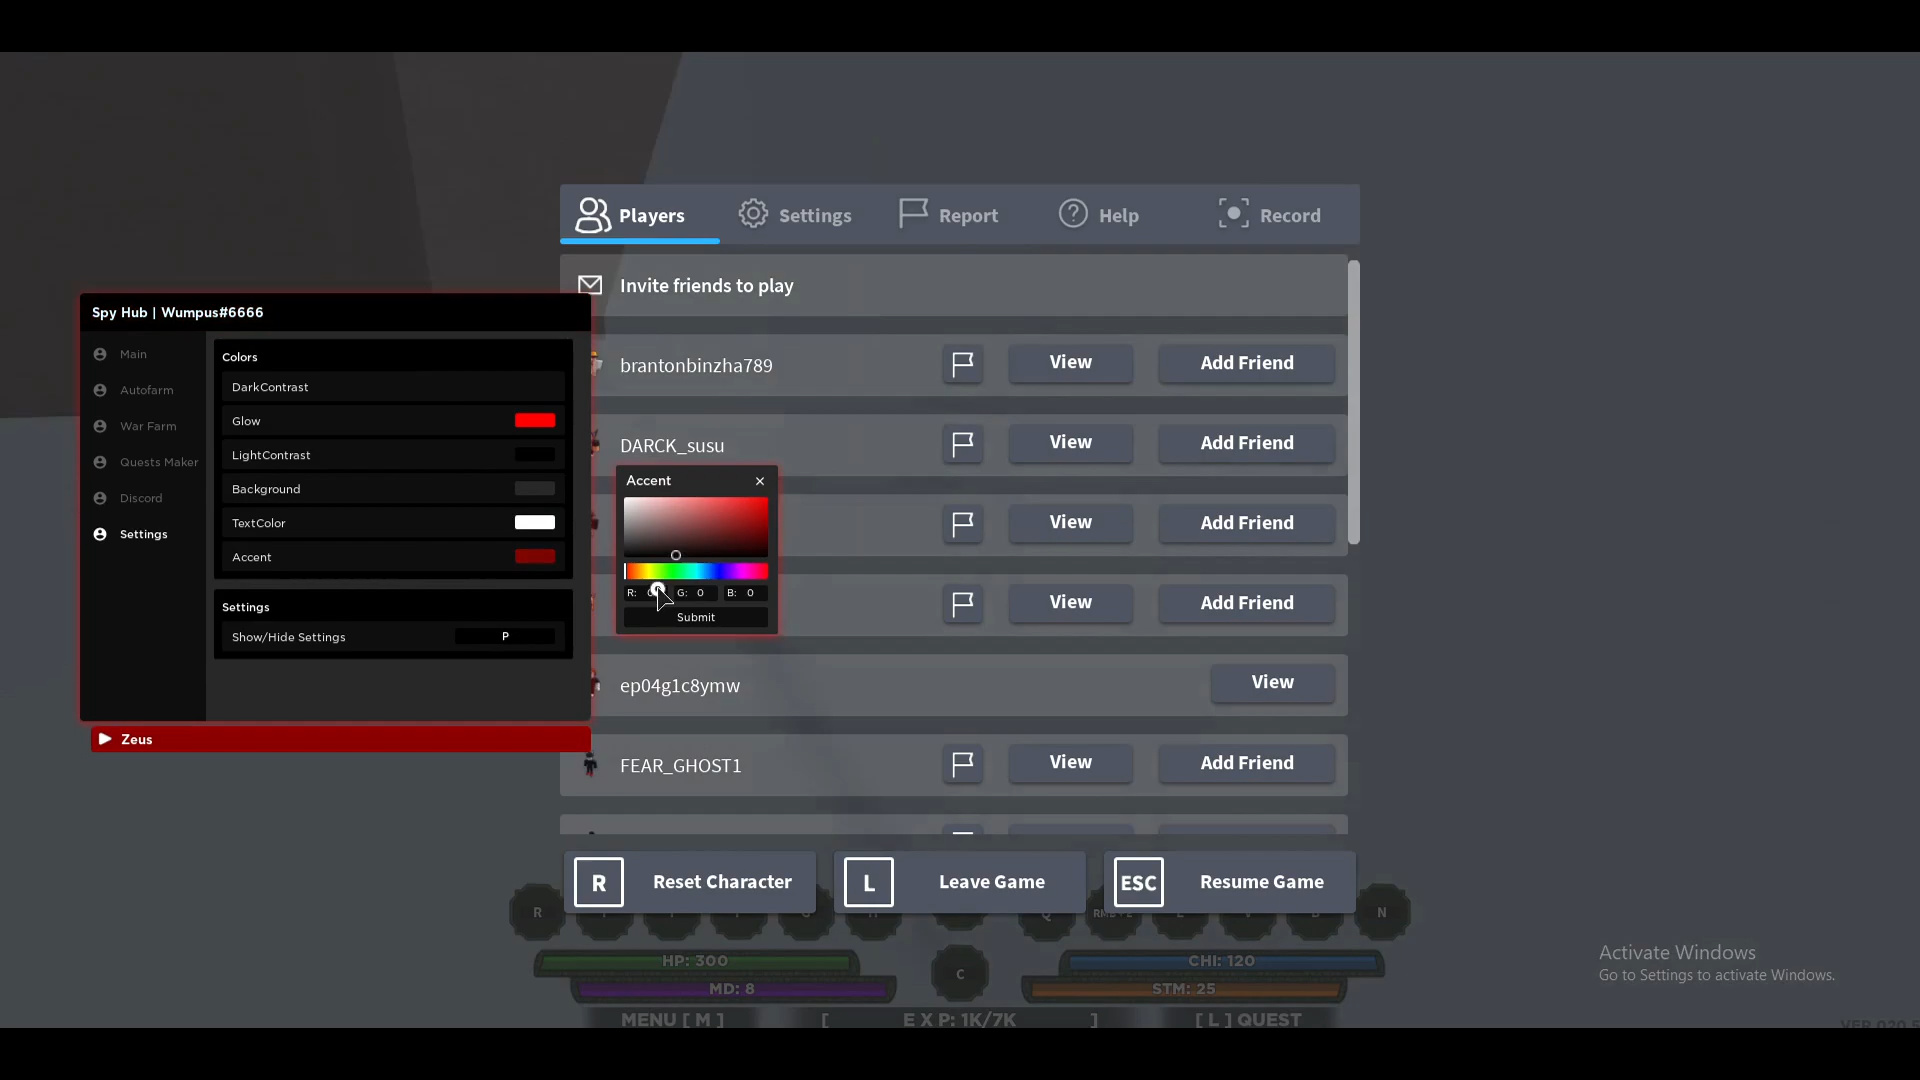 Players
Settings
Report
Help
Record
Invite friends to play
brantonbinzha789
View
Add Friend
DARCK_susu
View
Add Friend
View
Add Friend
View
Add Friend
ep04g1c8ymw
View
FEAR_GHOST1
View
Add Friend
Spy Hub | Wumpus#6666
Main
Autofarm
War Farm
Quests Maker
Discord
Settings
Colors
DarkContrast
Glow
LightContrast
Background
TextColor
Accent
Settings
Show/Hide Settings P
Zeus
Accent
R: G: 0 B: 0
Submit
R Reset Character
L Leave Game
ESC Resume Game
R
Q
N
HP: 300
CHI: 120
C
MD: 8
STM: 25
MENU [ M ]
[ E X P: 1K/7K ]
[ L ] QUEST
Activate Windows
Go to Settings to activate Windows.